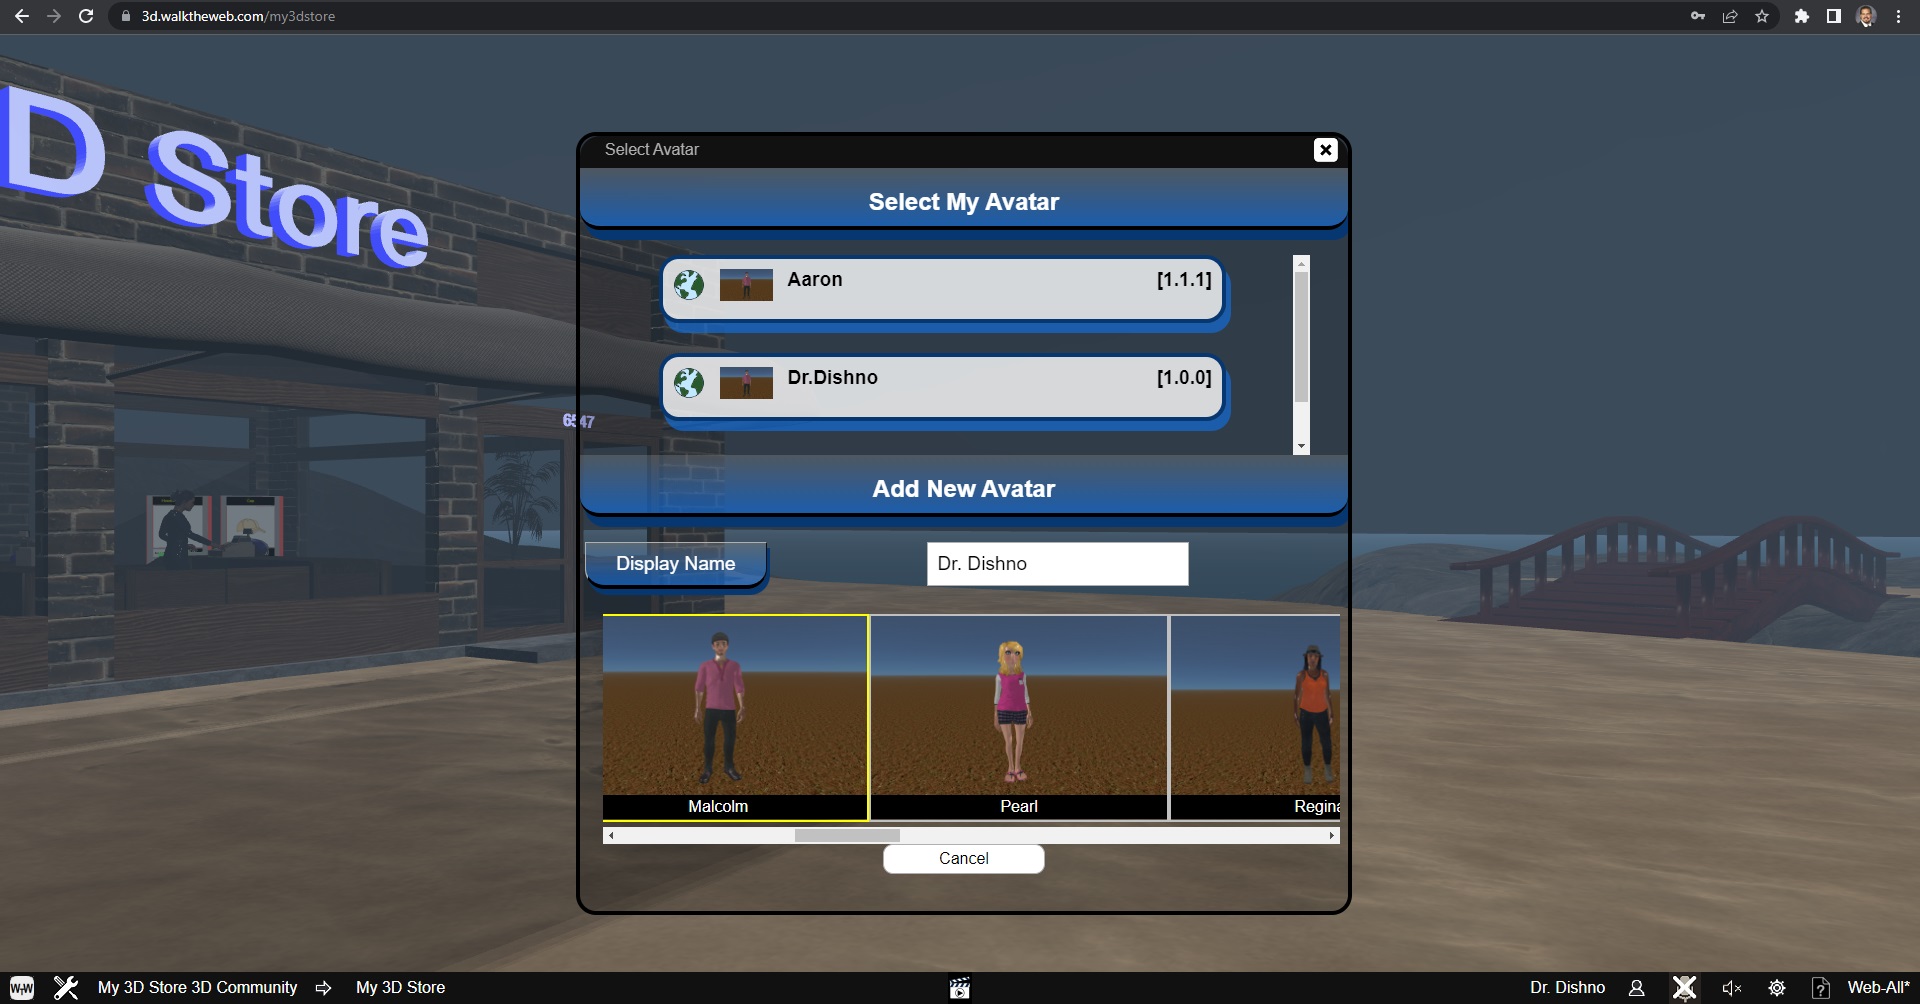 3d.walktheweb.com/my3dstore
D Store
6547
Select Avatar
Select My Avatar
Aaron [1.1.1]
Dr.Dishno [1.0.0]
Add New Avatar
Display Name Dr. Dishno
Malcolm Pearl Regina
Cancel
WTW My 3D Store 3D Community My 3D Store Dr. Dishno Web-All*